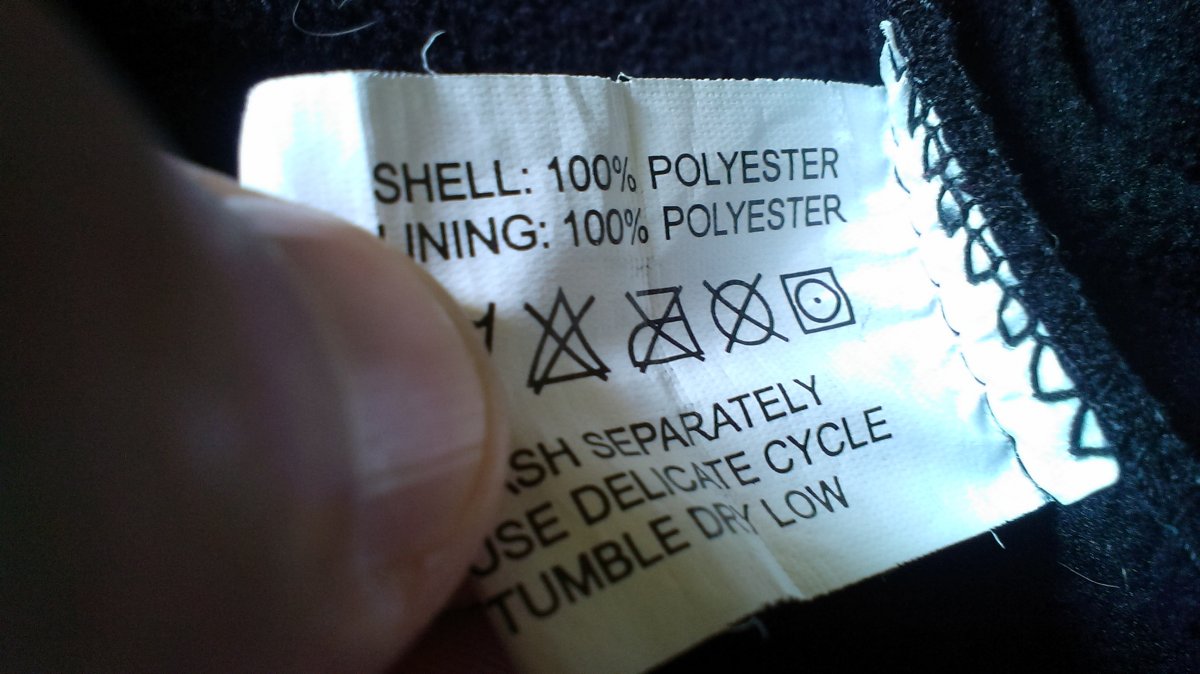 SHELL: 100% POLYESTER
LINING: 100% POLYESTER
SEPARATELY
USE DELICATE CYCLE
TUMBLE DRY LOW